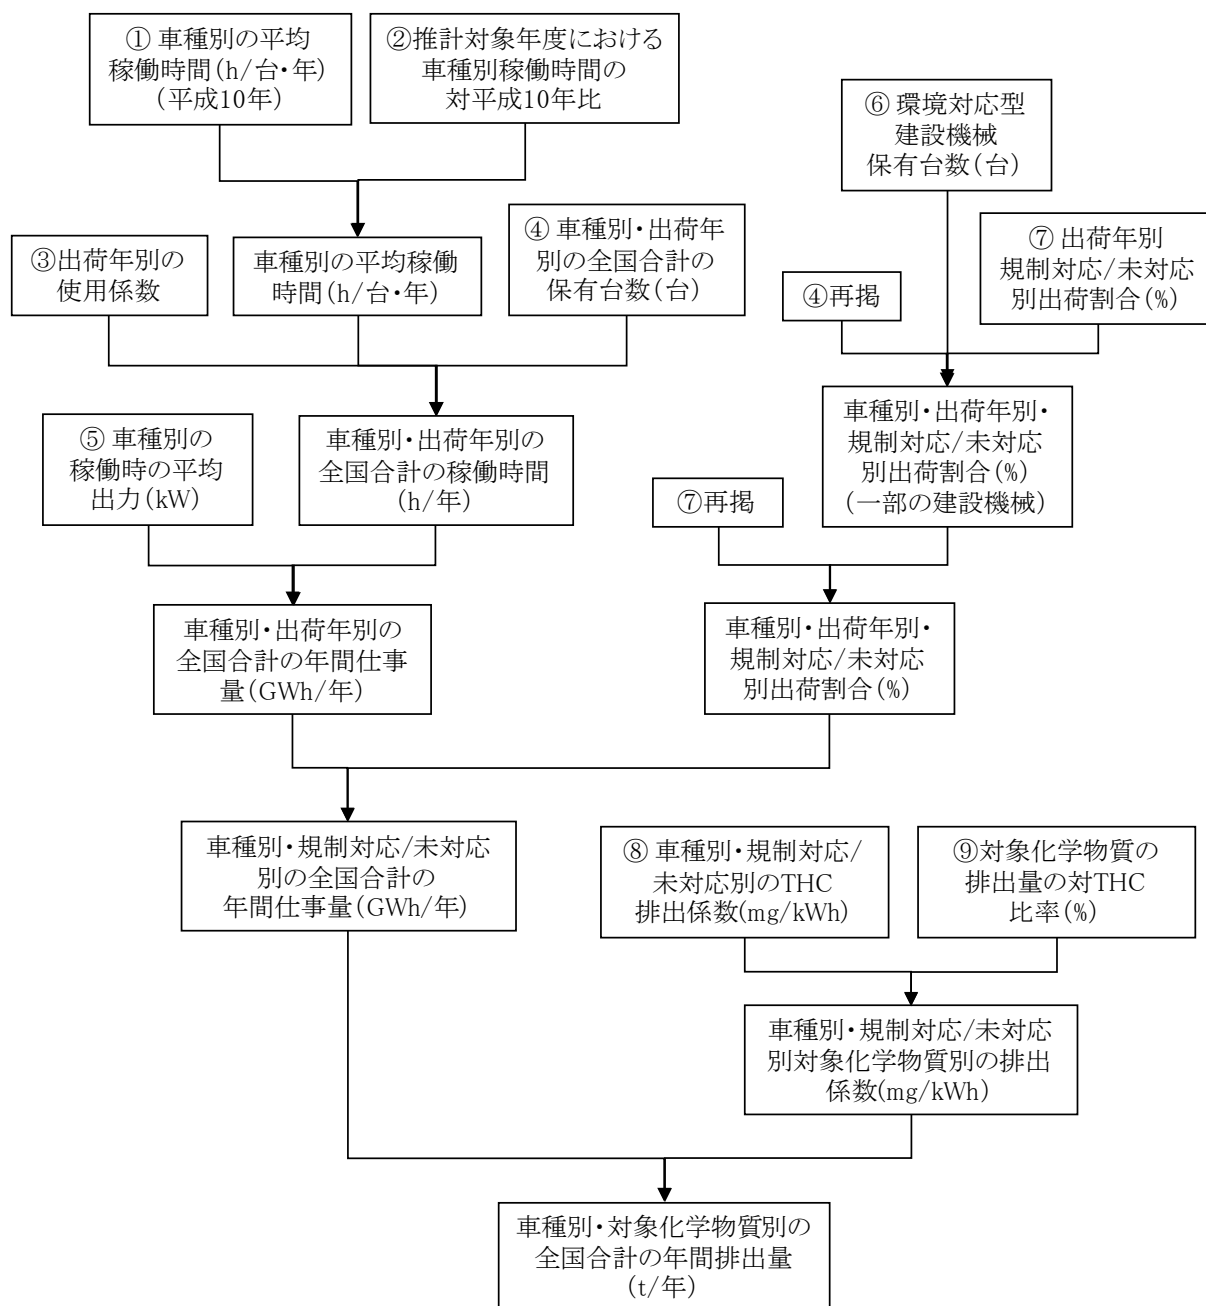 ① 車種別の平均
稼働時間(h/台・年)
(平成10年)
②推計対象年度における
車種別稼働時間の
対平成10年比
⑥ 環境対応型
建設機械
保有台数(台)
③出荷年別の
使用係数
車種別の平均稼働
時間(h/台・年)
④ 車種別・出荷年
別の全国合計の
保有台数(台)
④再掲
⑦ 出荷年別
規制対応/未対応
別出荷割合(%)
⑤ 車種別の
稼働時の平均
出力(kW)
車種別・出荷年別の
全国合計の稼働時間
(h/年)
⑦再掲
車種別・出荷年別・
規制対応/未対応
別出荷割合(%)
(一部の建設機械)
車種別・出荷年別の
全国合計の年間仕事
量(GWh/年)
車種別・出荷年別・
規制対応/未対応
別出荷割合(%)
車種別・規制対応/未対応
別の全国合計の
年間仕事量(GWh/年)
⑧ 車種別・規制対応/
未対応別のTHC
排出係数(mg/kWh)
⑨対象化学物質の
排出量の対THC
比率(%)
車種別・規制対応/未対応
別対象化学物質別の排出
係数(mg/kWh)
車種別・対象化学物質別の
全国合計の年間排出量
(t/年)